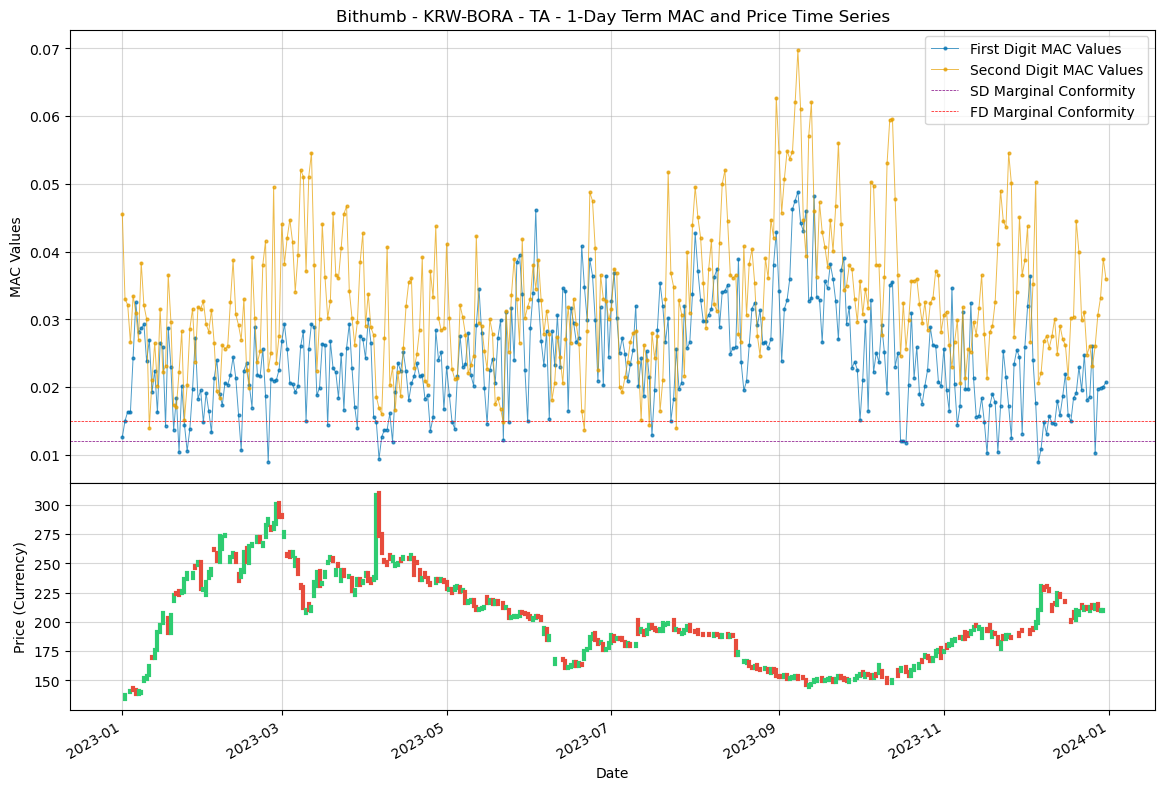 Bithumb - KRW-BORA - TA - 1-Day Term MAC and Price Time Series
First Digit MAC Values
Second Digit MAC Values
SD Marginal Conformity
FD Marginal Conformity
MAC Values
0.07
0.06
0.05
0.04
0.03
0.02
0.01
Price (Currency)
300
275
250
225
200
175
150
2023-01
2023-03
2023-05
2023-07
2023-09
2023-11
2024-01
Date